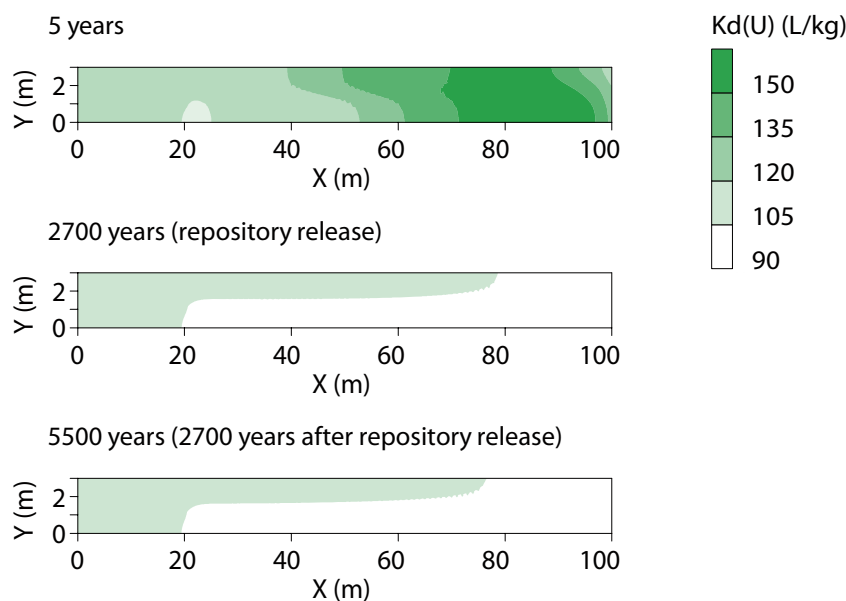 5 years
Kd(U) (L/kg)
Y (m)
2
0
0 20 40 60 80 100
X (m)
150
135
120
105
90
2700 years (repository release)
Y (m)
2
0
0 20 40 60 80 100
X (m)
5500 years (2700 years after repository release)
Y (m)
2
0
0 20 40 60 80 100
X (m)